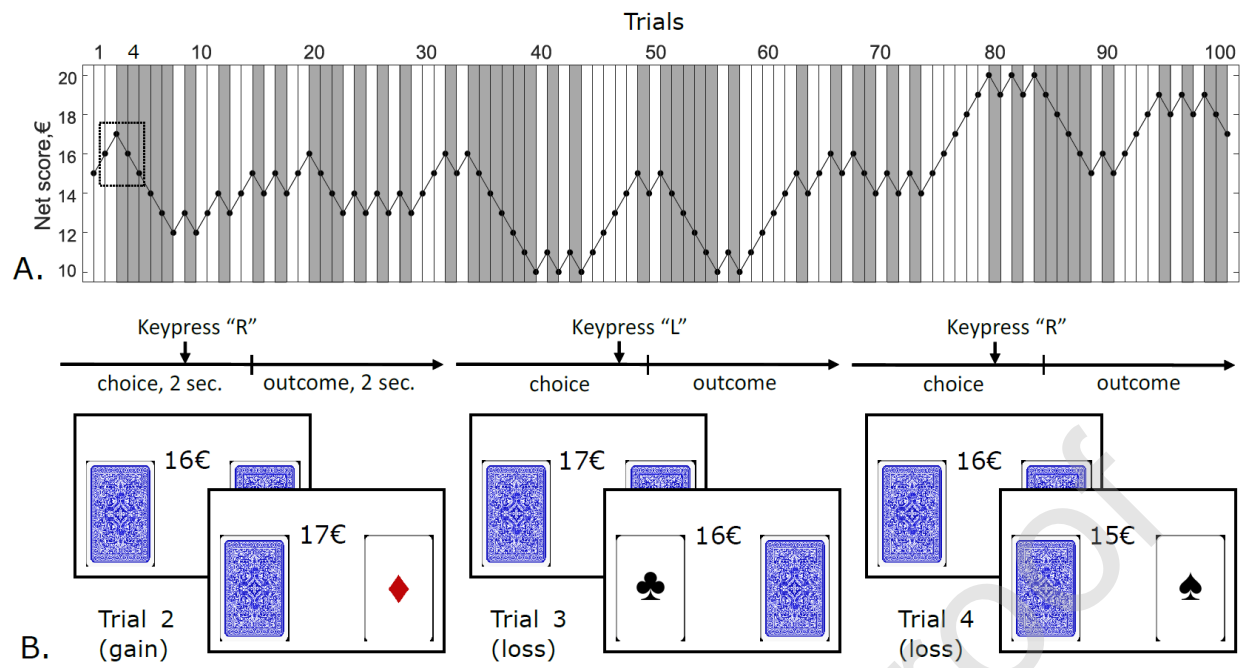 Trials
1 4 10 20 30 40 50 60 70 80 90 100
Net score,€
20
18
16
14
12
10
A.
Keypress “R” Keypress “L” Keypress “R”
choice, 2 sec. outcome, 2 sec. choice outcome choice outcome
16€ 17€ 16€
17€ 16€ 15€
Trial 2 Trial 3 Trial 4
(gain) (loss) (loss)
B.